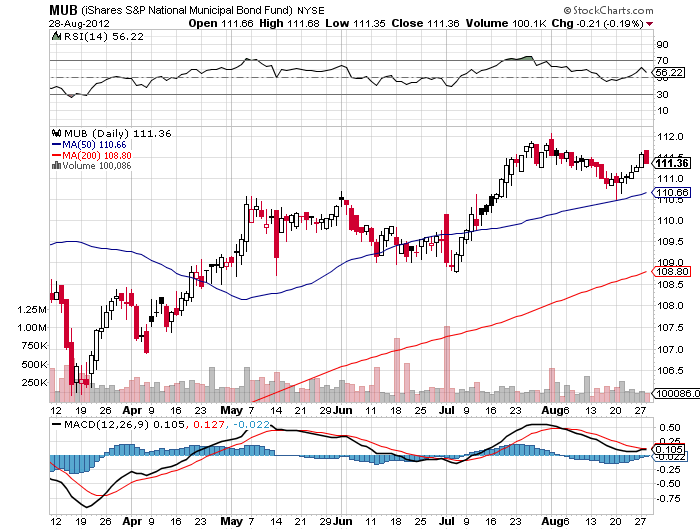 MUB (iShares S&P National Municipal Bond Fund) NYSE © StockCharts.com
28-Aug-2012 Open 111.66 High 111.68 Low 111.35 Close 111.36 Volume 100.1K Chg -0.21 (-0.19%)
RSI(14) 56.22
90
70
56.22
50
30
10
0
MUB (Daily) 111.36
MA(50) 110.66
MA(200) 108.80
Volume 100,086
112.0
111.5
111.36
111.0
110.66
110.5
110.0
109.5
109.0
108.80
108.5
108.0
107.5
107.0
106.5
100086.0
1.25M
1.00M
750K
500K
250K
12 19 26 Apr 9 16 23 May 7 14 21 29 Jun 11 18 25 Jul 9 16 23 Aug 6 13 20 27
MACD(12,26,9) 0.105, 0.127, -0.022
0.50
0.25
0.105
-0.022
-0.25
-0.50
-0.75
12 19 26 Apr 9 16 23 May 7 14 21 29 Jun 11 18 25 Jul 9 16 23 Aug 6 13 20 27